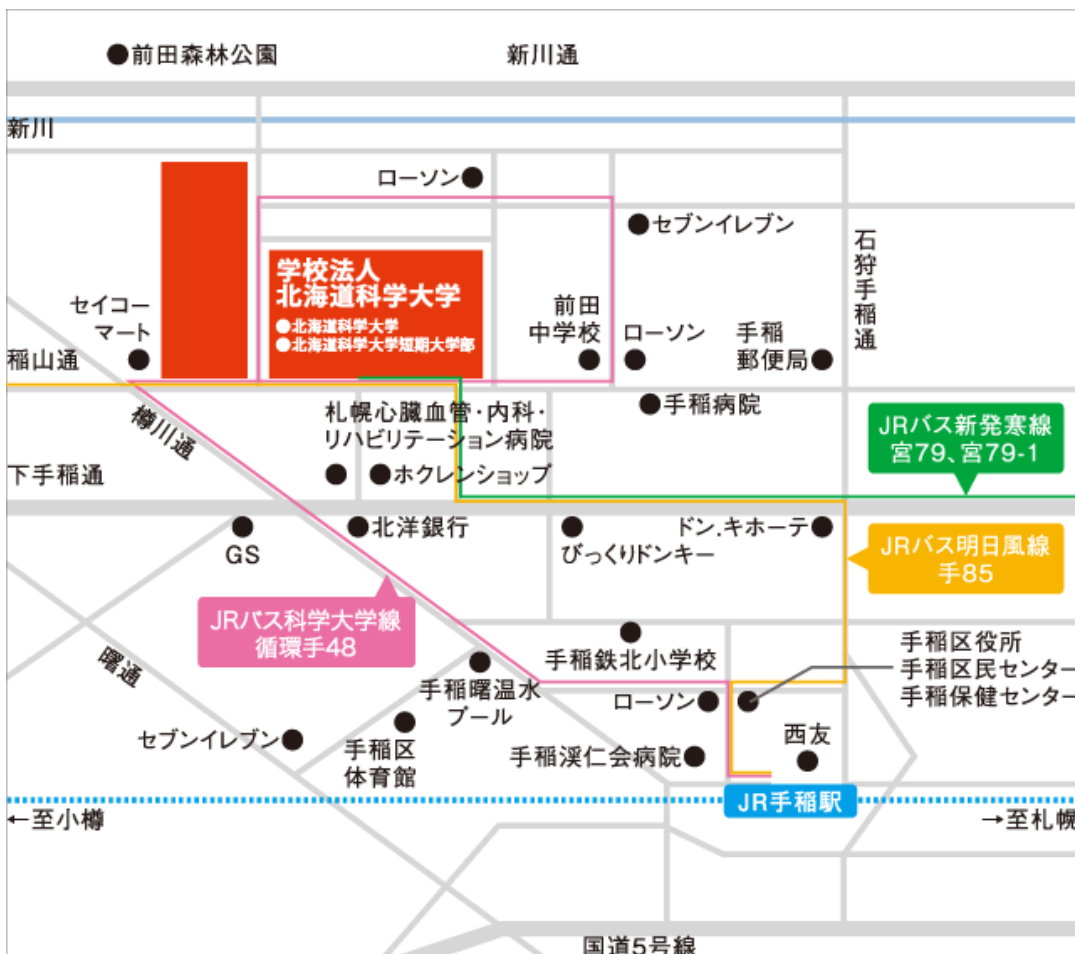 ●前田森林公園
新川通
新川
ローソン●
●セブンイレブン
石狩手稲通
学校法人
北海道科学大学
●北海道科学大学
●北海道科学大学短期大学部
セイコー
マート
●
前田
中学校
●
ローソン
●
手稲
郵便局●
稲山通
樽川通
札幌心臓血管・内科・
リハビリテーション病院
●
●手稲病院
JRバス新発寒線
宮79、宮79-1
下手稲通
●ホクレンショップ
●
GS
●北洋銀行
●
びっくりドンキー
ドン.キホーテ●
JRバス明日風線
手85
JRバス科学大学線
循環手48
曙通
●
手稲鉄北小学校
手稲区役所
手稲区民センター
手稲保健センター
●
手稲曙温水
プール
ローソン●
●
セブンイレブン●
●
手稲区
体育館
手稲渓仁会病院●
西友
●
JR手稲駅
←至小樽
→至札幌
国道5号線